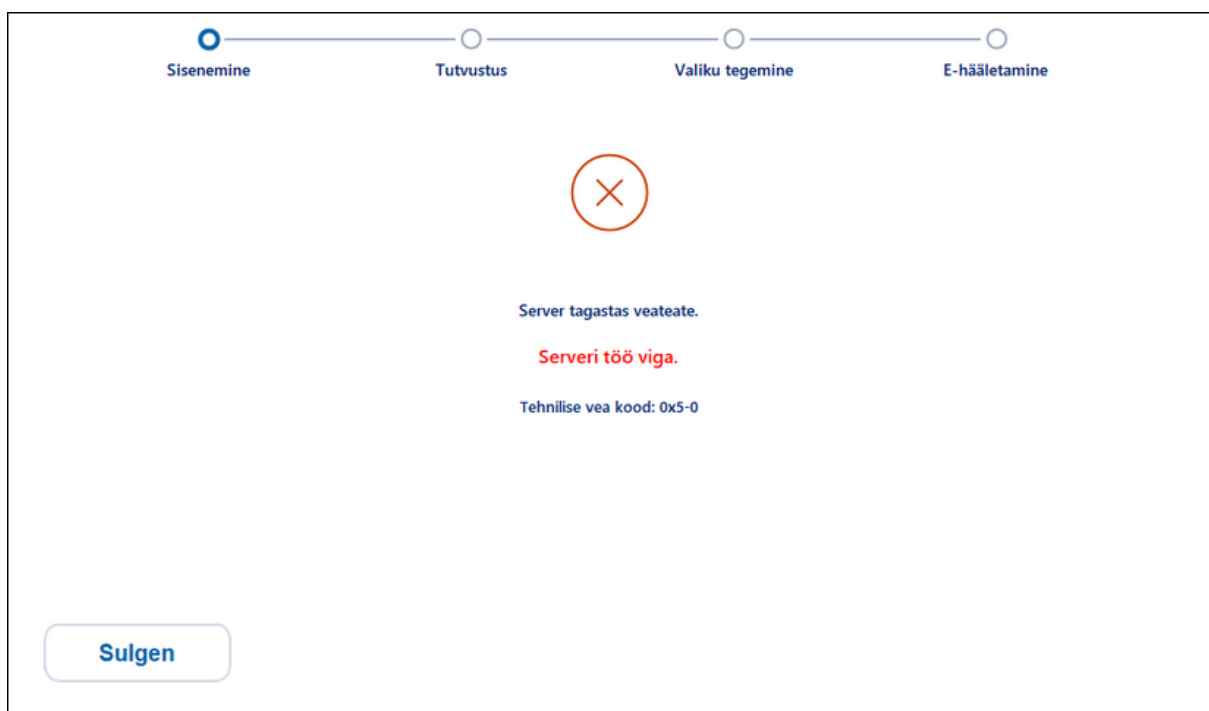 Sisenemine
Tutvustus
Valiku tegemine
E-hääletamine
Server tagastas veateate.
Serveri töö viga.
Tehnilise vea kood: 0x5-0
Sulgen